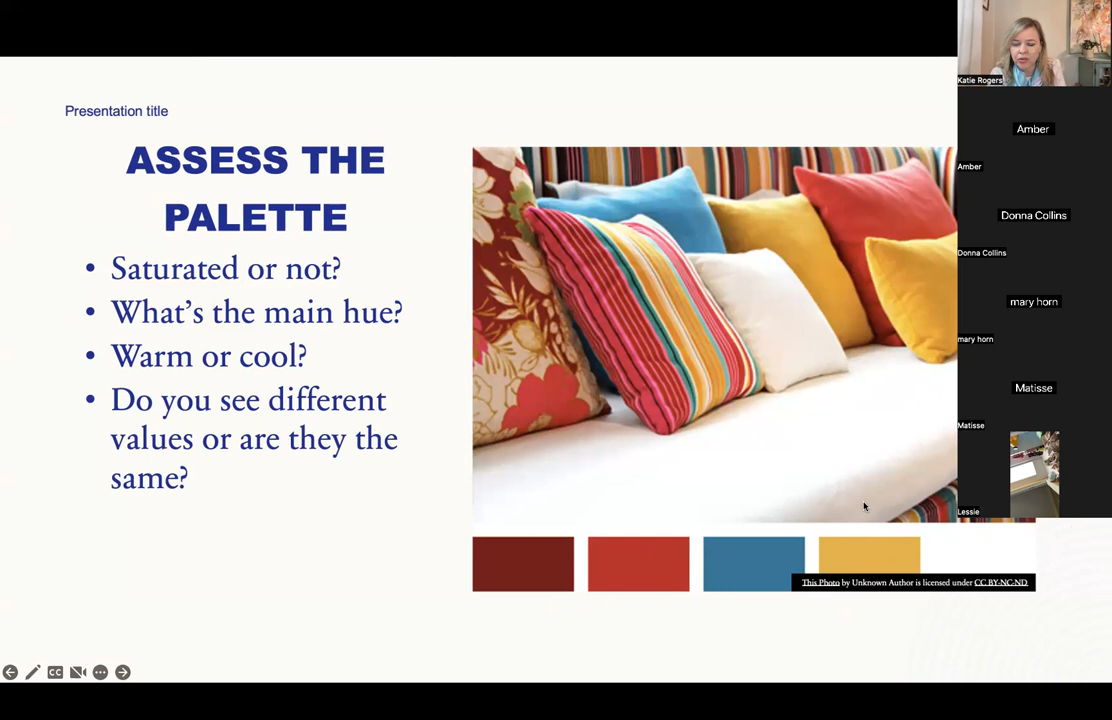 Presentation title
ASSESS THE
PALETTE
• Saturated or not?
• What’s the main hue?
• Warm or cool?
• Do you see different
values or are they the
same?
This Photo by Unknown Author is licensed under CC BY-NC-ND
Katie Rogers
Amber
Amber
Donna Collins
Donna Collins
mary horn
mary horn
Matisse
Matisse
Lessie
CC